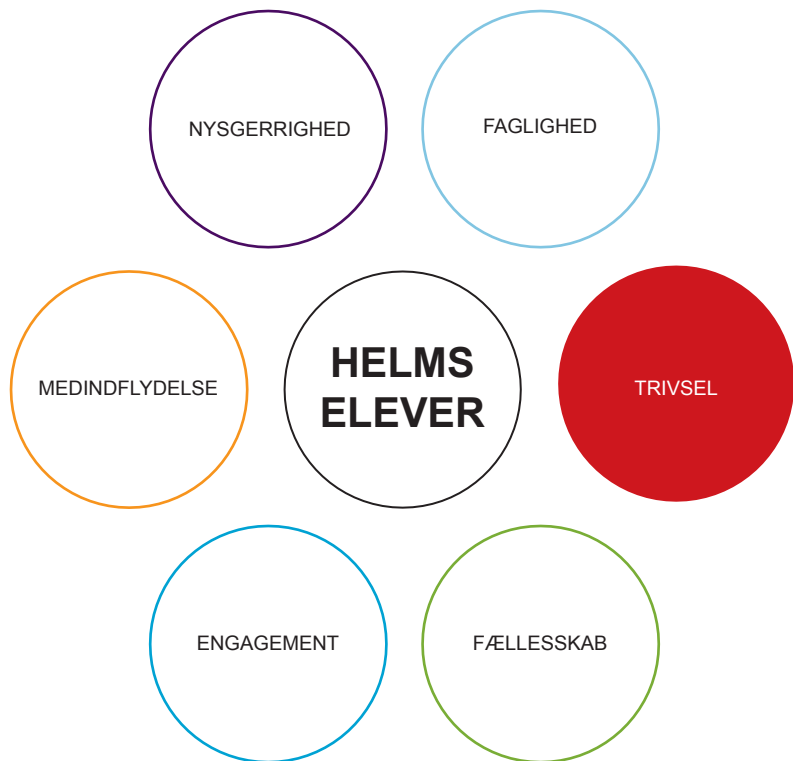 NYSGERRIGHED
FAGLIGHED
MEDINDFLYDELSE
HELMS
ELEVER
TRIVSEL
ENGAGEMENT
FÆLLESSKAB